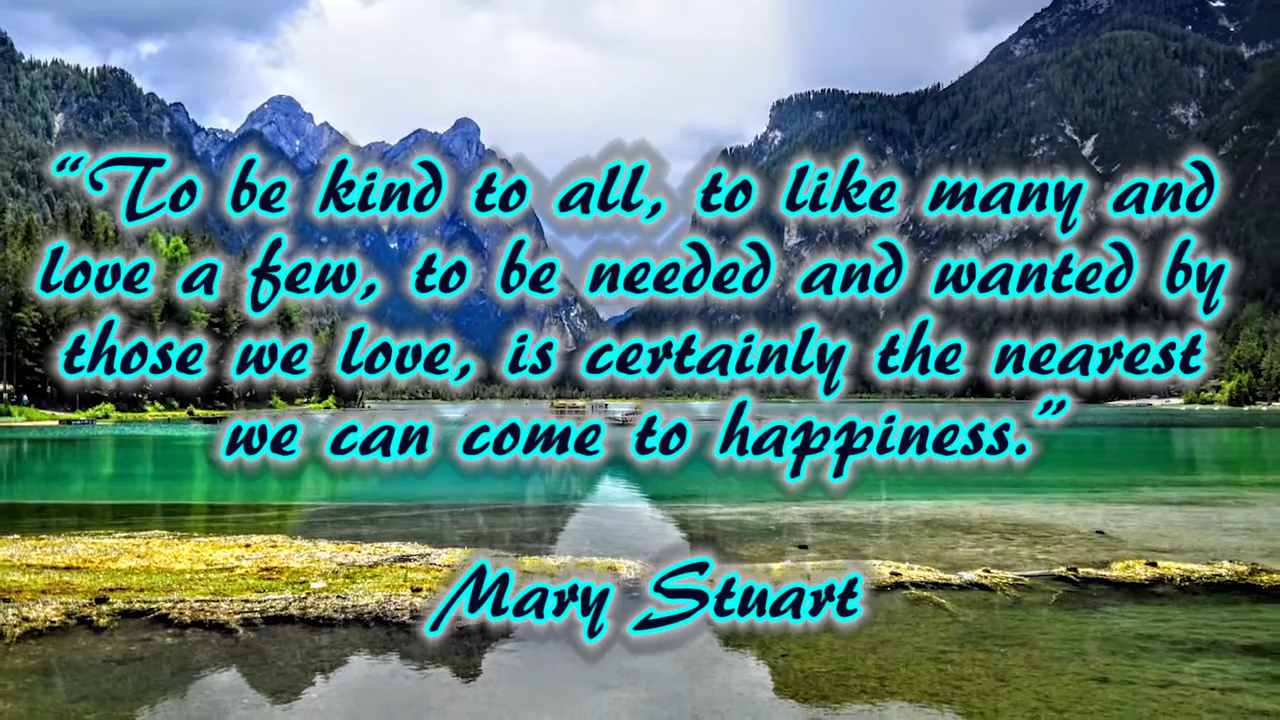 “To be kind to all, to like many and
love a few, to be needed and wanted by
those we love, is certainly the nearest
we can come to happiness.”
Mary Stuart